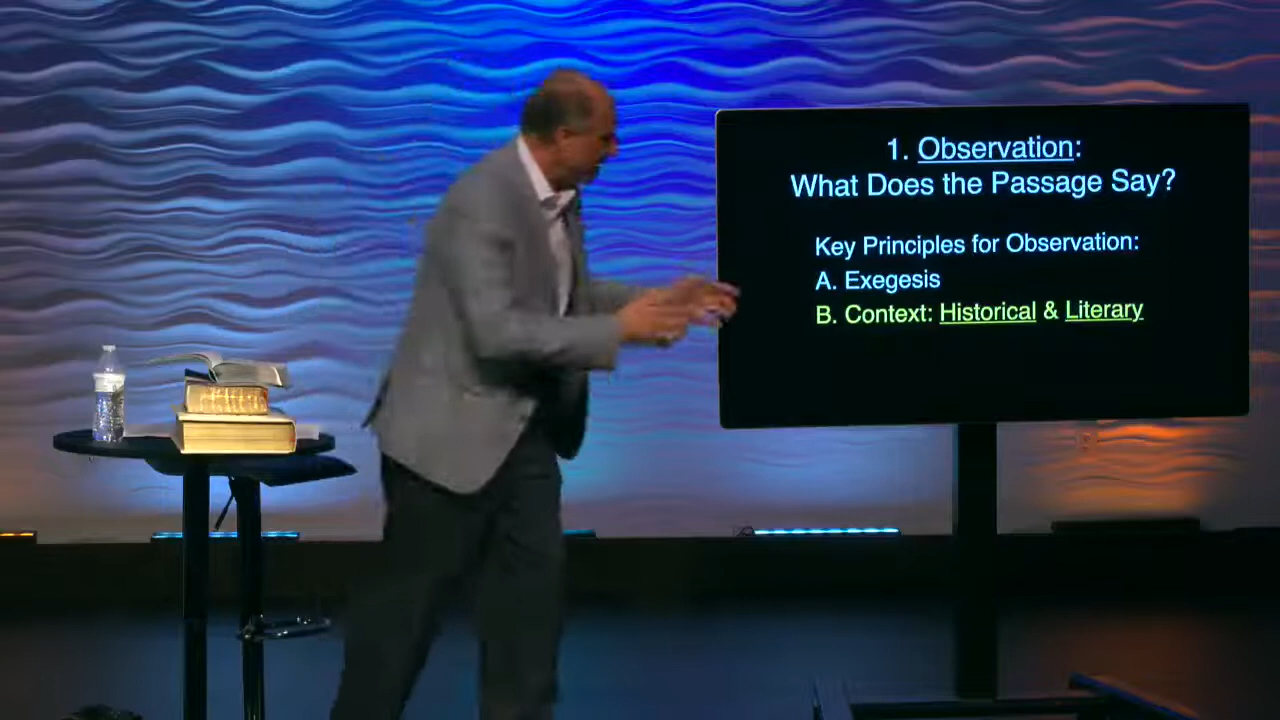 1. Observation:
What Does the Passage Say?
Key Principles for Observation:
A. Exegesis
B. Context: Historical & Literary